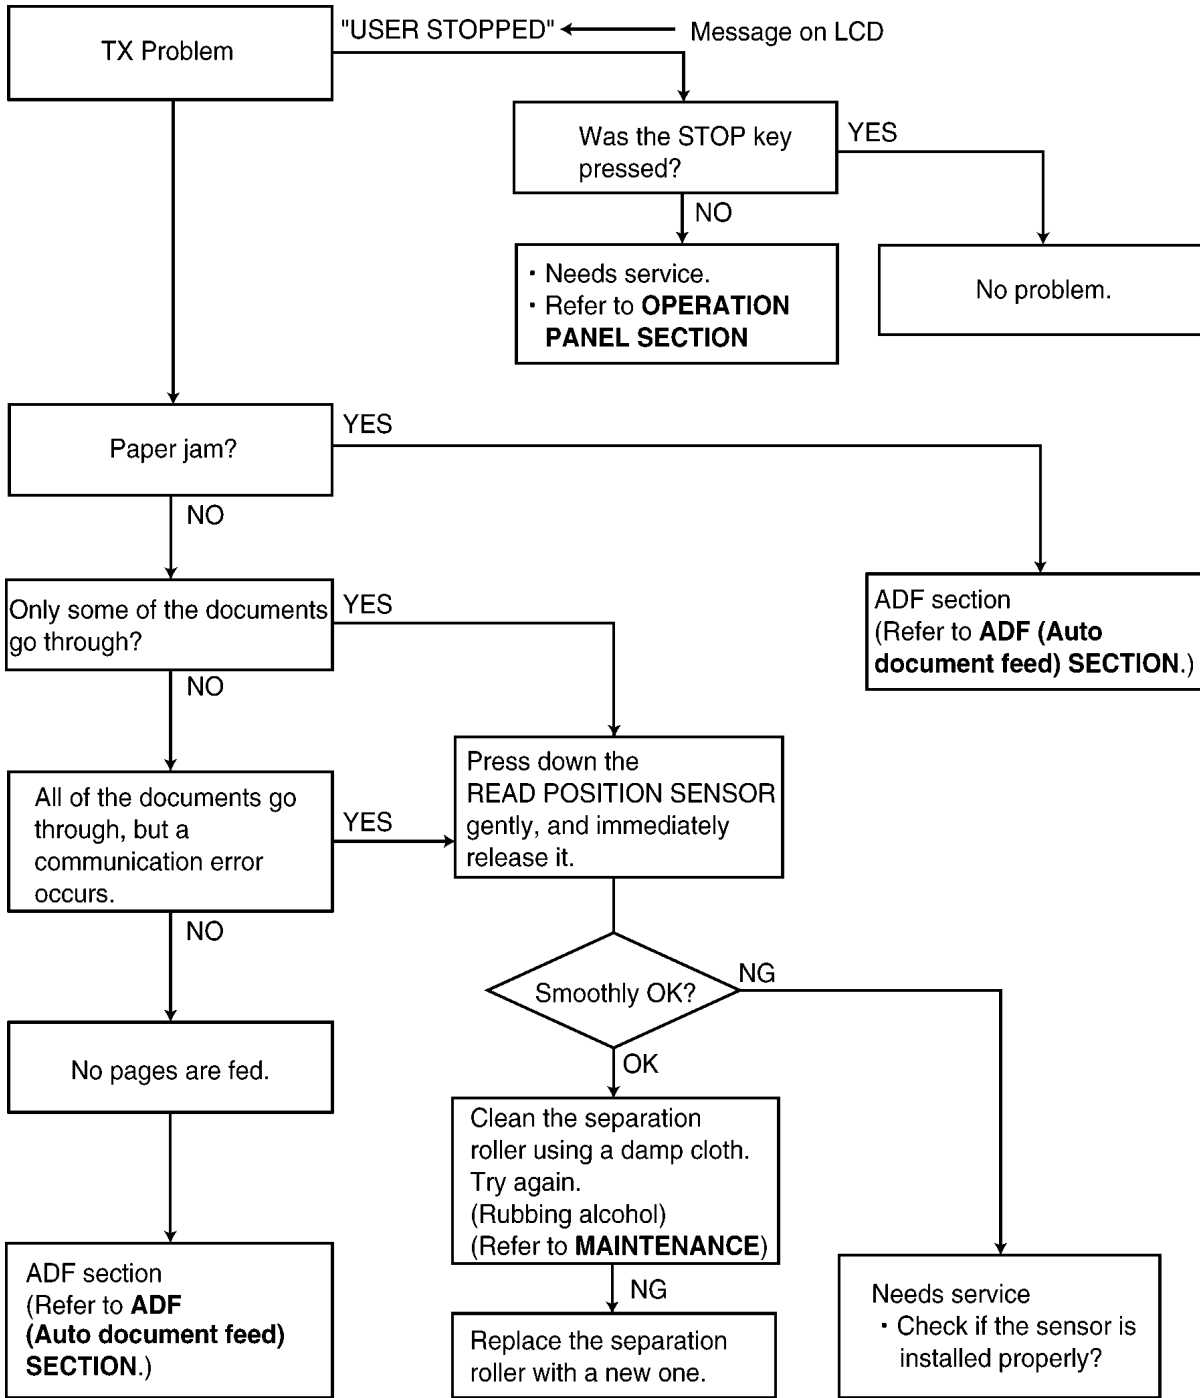 TX Problem
"USER STOPPED"
Message on LCD
Was the STOP key
pressed?
YES
NO
· Needs service.
· Refer to OPERATION
PANEL SECTION
No problem.
Paper jam?
YES
NO
Only some of the documents
go through?
YES
NO
ADF section
(Refer to ADF (Auto
document feed) SECTION.)
All of the documents go
through, but a
communication error
occurs.
YES
NO
Press down the
READ POSITION SENSOR
gently, and immediately
release it.
Smoothly OK?
NG
OK
No pages are fed.
Clean the separation
roller using a damp cloth.
Try again.
(Rubbing alcohol)
(Refer to MAINTENANCE)
NG
ADF section
(Refer to ADF
(Auto document feed)
SECTION.)
Replace the separation
roller with a new one.
Needs service
· Check if the sensor is
installed properly?